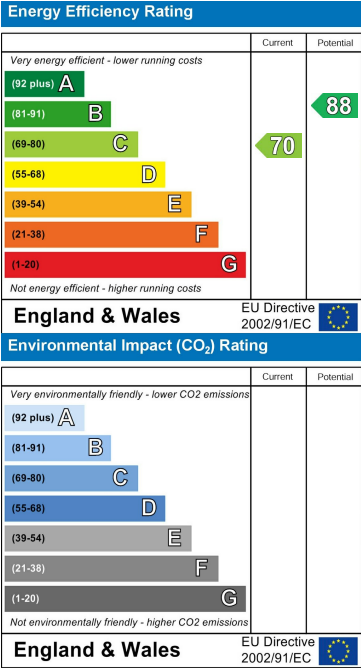 Energy Efficiency Rating
Current Potential
Very energy efficient - lower running costs
(92 plus) A
(81-91) B
88
(69-80) C
70
(55-68) D
(39-54) E
(21-38) F
(1-20) G
Not energy efficient - higher running costs
England & Wales
EU Directive
2002/91/EC
Environmental Impact (CO₂) Rating
Current Potential
Very environmentally friendly - lower CO2 emissions
(92 plus) A
(81-91) B
(69-80) C
(55-68) D
(39-54) E
(21-38) F
(1-20) G
Not environmentally friendly - higher CO2 emissions
England & Wales
EU Directive
2002/91/EC